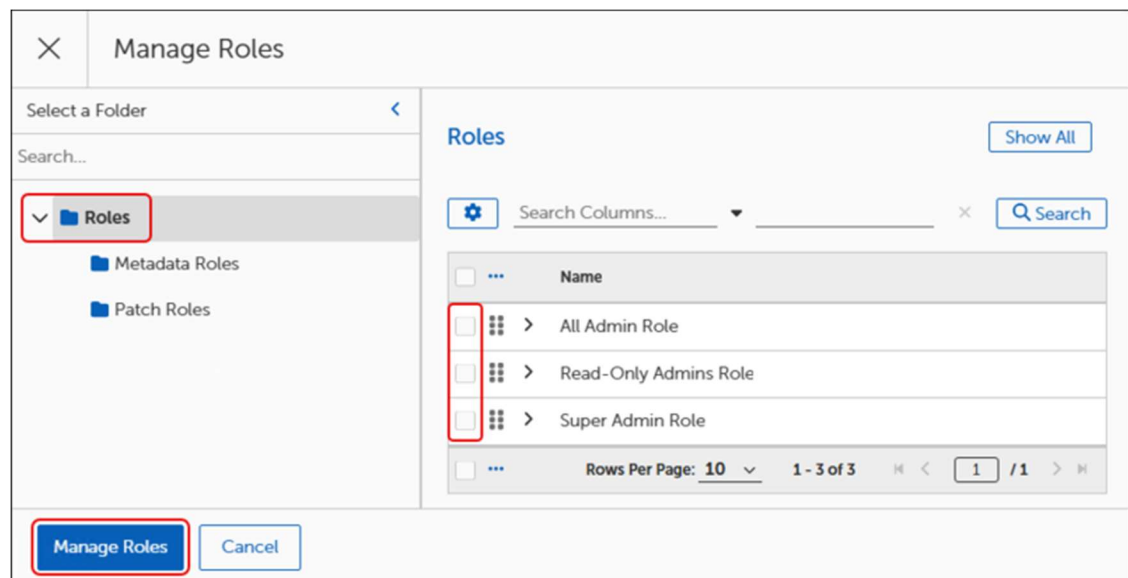 Manage Roles
Select a Folder
Search...
Roles
Metadata Roles
Patch Roles
Roles
Show All
Search Columns...
Search
Name
All Admin Role
Read-Only Admins Role
Super Admin Role
Rows Per Page: 10 1 - 3 of 3 1 / 1
Manage Roles Cancel